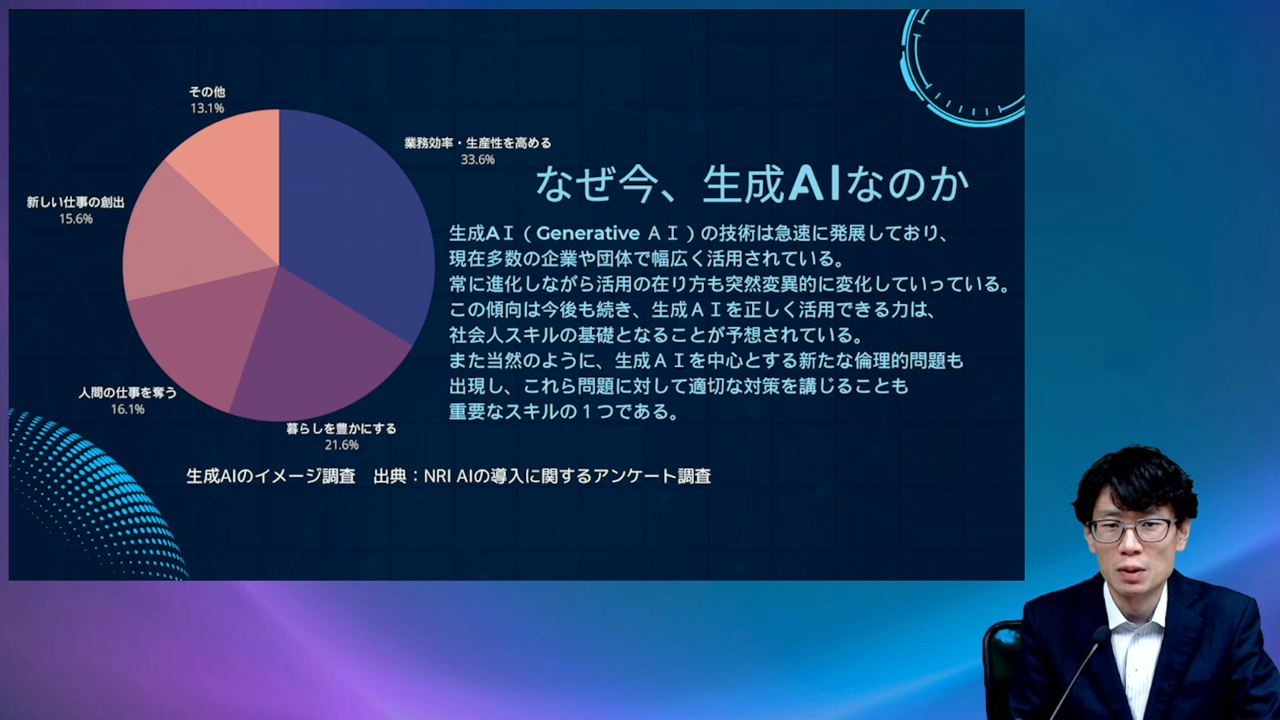 その他
13.1%
業務効率・生産性を高める
33.6%
新しい仕事の創出
15.6%
人間の仕事を奪う
16.1%
暮らしを豊かにする
21.6%
生成AIのイメージ調査　出典：NRI AIの導入に関するアンケート調査
なぜ今、生成AIなのか
生成AＩ（Generative ＡＩ）の技術は急速に発展しており、
現在多数の企業や団体で幅広く活用されている。
常に進化しながら活用の在り方も突然変異的に変化していっている。
この傾向は今後も続き、生成ＡＩを正しく活用できる力は、
社会人スキルの基礎となることが予想されている。
また当然のように、生成ＡＩを中心とする新たな倫理的問題も
出現し、これら問題に対して適切な対策を講じることも
重要なスキルの１つである。